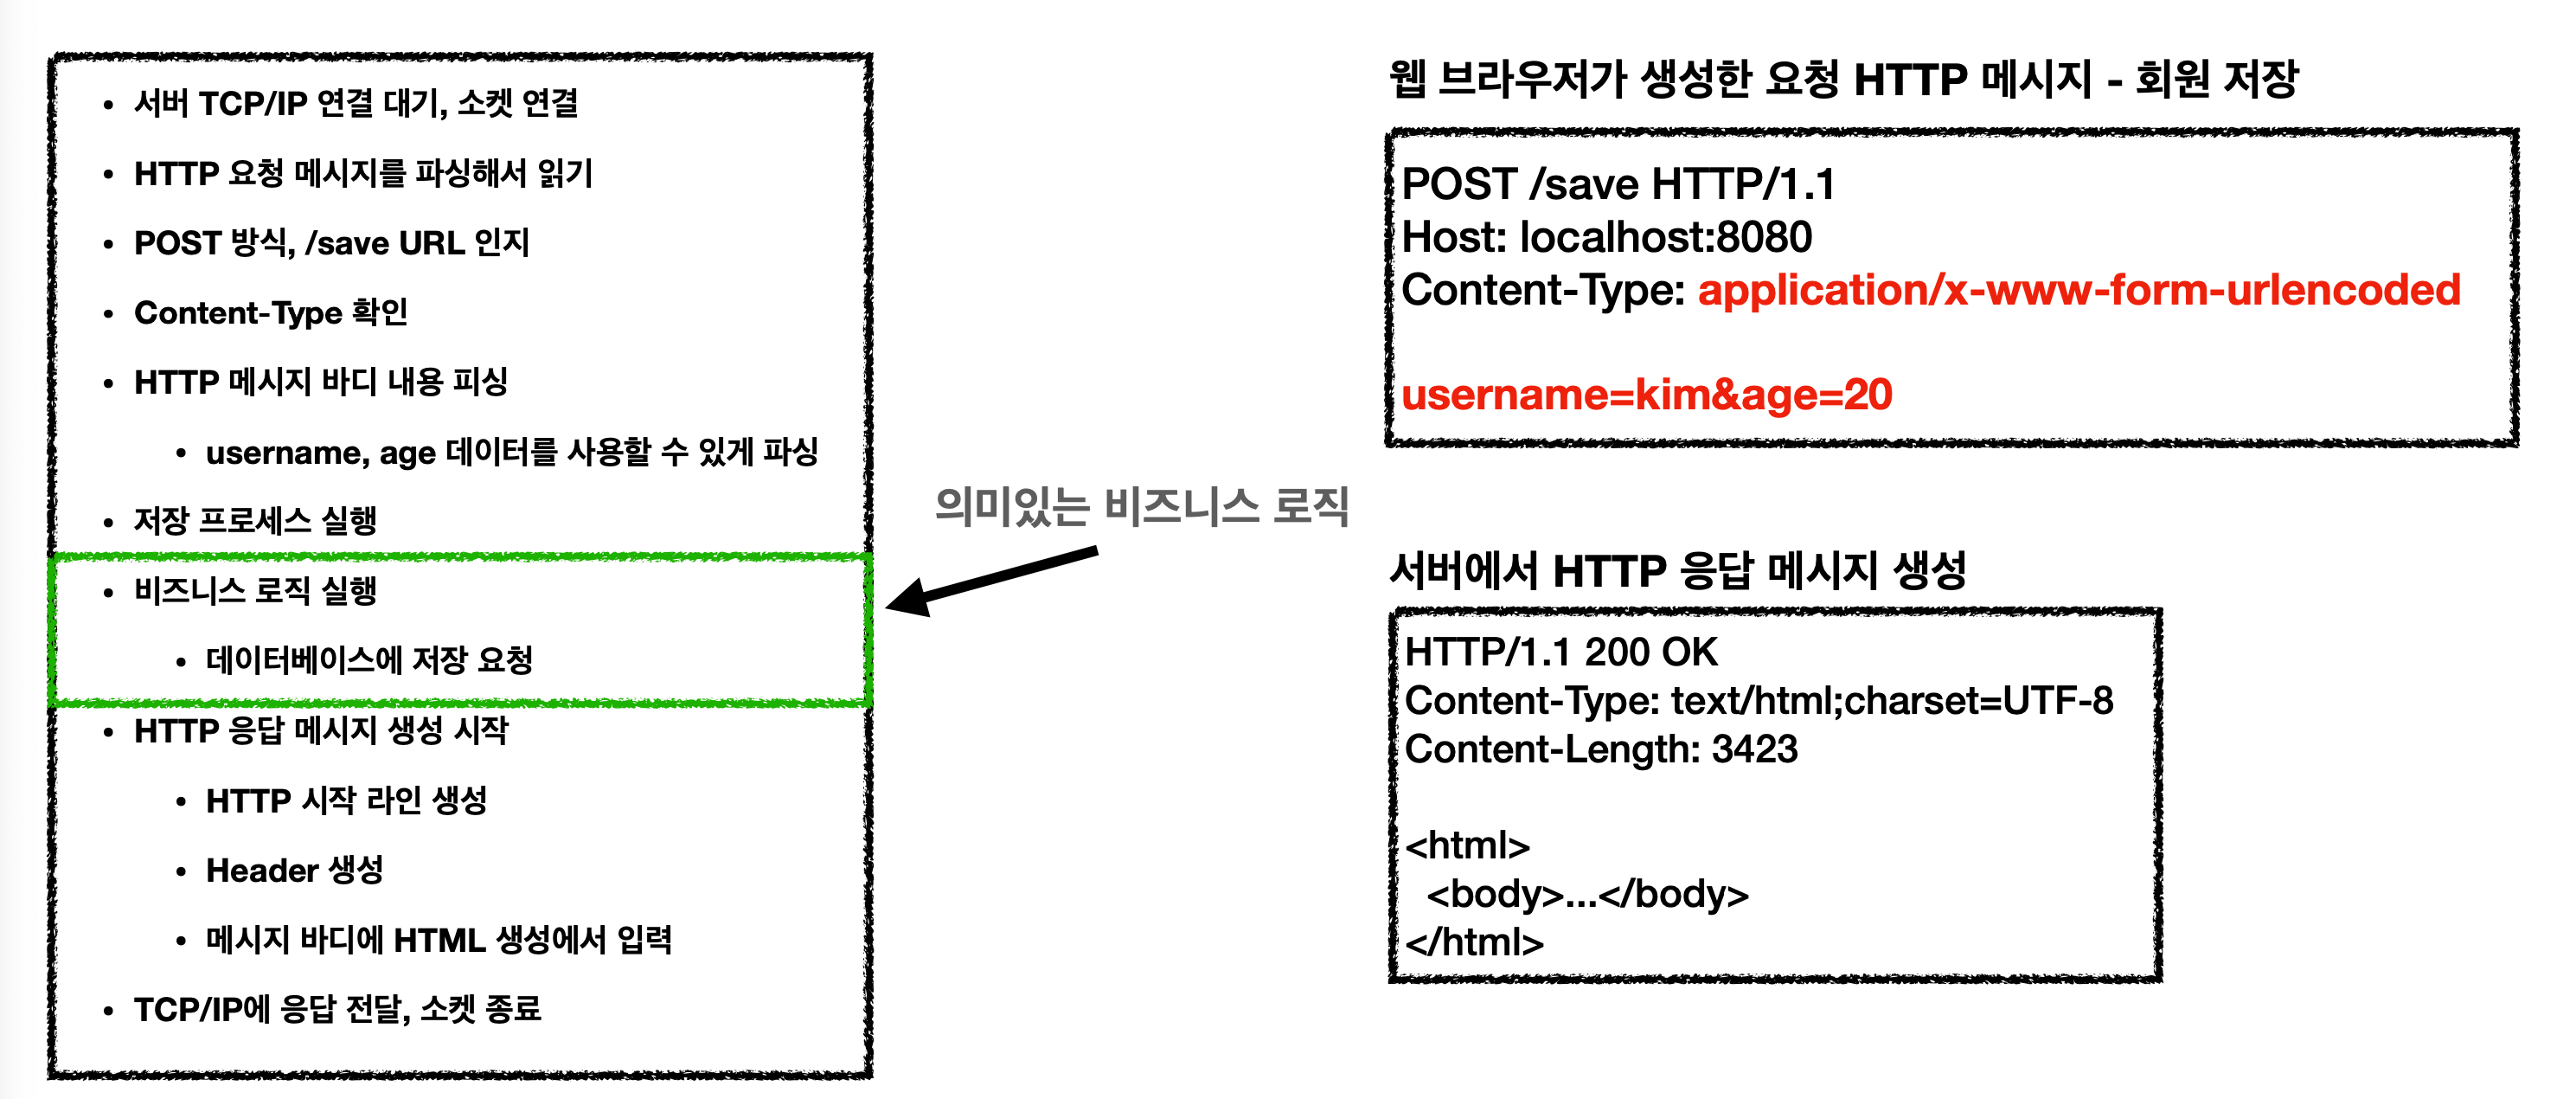 • 서버 TCP/IP 연결 대기, 소켓 연결
• HTTP 요청 메시지를 파싱해서 읽기
• POST 방식, /save URL 인지
• Content-Type 확인
• HTTP 메시지 바디 내용 피싱
• username, age 데이터를 사용할 수 있게 파싱
• 저장 프로세스 실행
• 비즈니스 로직 실행
• 데이터베이스에 저장 요청
• HTTP 응답 메시지 생성 시작
• HTTP 시작 라인 생성
• Header 생성
• 메시지 바디에 HTML 생성에서 입력
• TCP/IP에 응답 전달, 소켓 종료
의미있는 비즈니스 로직
웹 브라우저가 생성한 요청 HTTP 메시지 - 회원 저장
POST /save HTTP/1.1
Host: localhost:8080
Content-Type: application/x-www-form-urlencoded
username=kim&age=20
서버에서 HTTP 응답 메시지 생성
HTTP/1.1 200 OK
Content-Type: text/html;charset=UTF-8
Content-Length: 3423
<html>
<body>...</body>
</html>